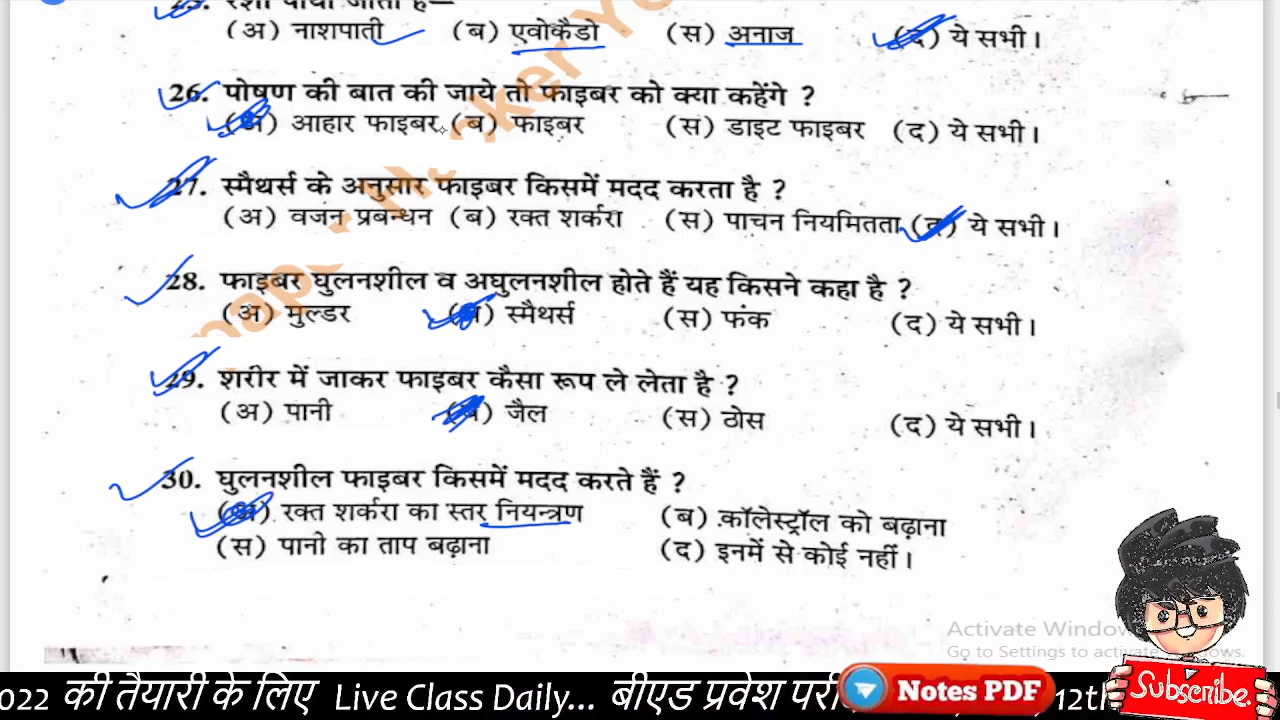 25. रेशा पाया जाता है—
(अ) नाशपाती (ब) एवोकैडो (स) अनाज (द) ये सभी।
26. पोषण की बात की जाये तो फाइबर को क्या कहेंगे ?
(अ) आहार फाइबर (ब) फाइबर (स) डाइट फाइबर (द) ये सभी।
27. स्मैथर्स के अनुसार फाइबर किसमें मदद करता है ?
(अ) वजन प्रबन्धन (ब) रक्त शर्करा (स) पाचन नियमितता (द) ये सभी।
28. फाइबर घुलनशील व अघुलनशील होते हैं यह किसने कहा है ?
(अ) मुल्डर (ब) स्मैथर्स (स) फंक (द) ये सभी।
29. शरीर में जाकर फाइबर कैसा रूप ले लेता है ?
(अ) पानी (ब) जैल (स) ठोस (द) ये सभी।
30. घुलनशील फाइबर किसमें मदद करते हैं ?
(अ) रक्त शर्करा का स्तर नियन्त्रण (ब) कॉलेस्ट्रॉल को बढ़ाना
(स) पानी का ताप बढ़ाना (द) इनमें से कोई नहीं।
Activate Windows
Go to Settings to activate Windows.
2022 की तैयारी के लिए Live Class Daily... बीएड प्रवेश Notes PDF 12th Subscribe